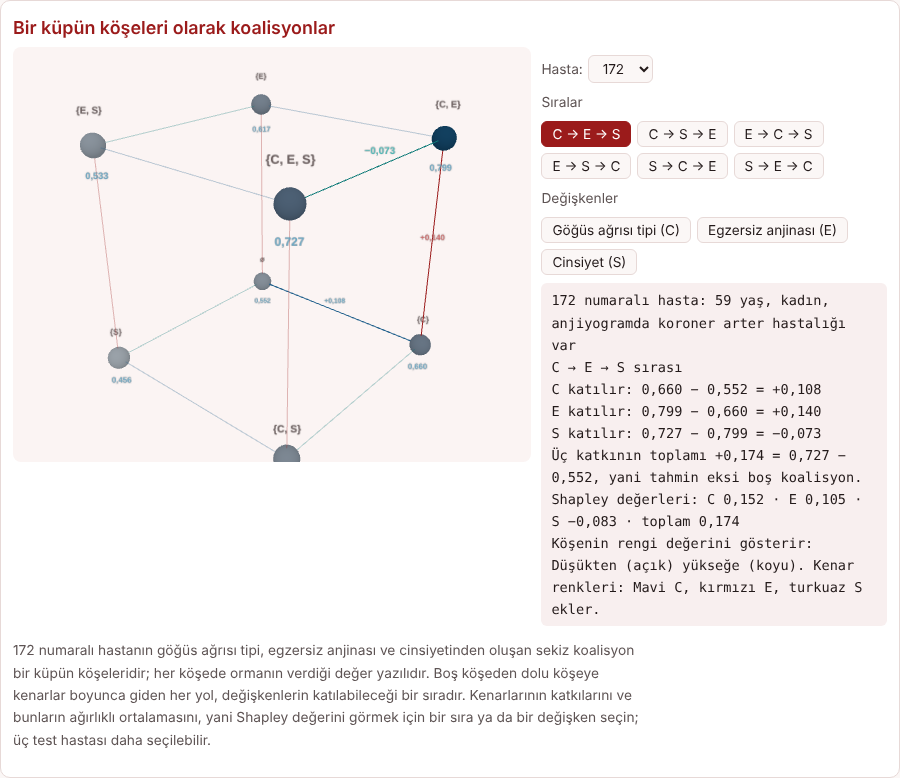 Bir küpün köşeleri olarak koalisyonlar
{E}
{E, S}
{C, E}
0,617
−0,073
{C, E, S}
0,799
0,533
+0,140
0,727
ø
0,552
+0,108
{C}
{S}
0,660
0,456
{C, S}
Hasta: 172
Sıralar
C → E → S
C → S → E
E → C → S
E → S → C
S → C → E
S → E → C
Değişkenler
Göğüs ağrısı tipi (C)
Egzersiz anjinası (E)
Cinsiyet (S)
172 numaralı hasta: 59 yaş, kadın,
anjiyogramda koroner arter hastalığı
var
C → E → S sırası
C katılır: 0,660 − 0,552 = +0,108
E katılır: 0,799 − 0,660 = +0,140
S katılır: 0,727 − 0,799 = −0,073
Üç katkının toplamı +0,174 = 0,727 −
0,552, yani tahmin eksi boş koalisyon.
Shapley değerleri: C 0,152 · E 0,105 ·
S −0,083 · toplam 0,174
Köşenin rengi değerini gösterir:
Düşükten (açık) yükseğe (koyu). Kenar
renkleri: Mavi C, kırmızı E, turkuaz S
ekler.
172 numaralı hastanın göğüs ağrısı tipi, egzersiz anjinası ve cinsiyetinden oluşan sekiz koalisyon
bir küpün köşeleridir; her köşede ormanın verdiği değer yazılıdır. Boş köşeden dolu köşeye
kenarlar boyunca giden her yol, değişkenlerin katılabileceği bir sıradır. Kenarlarının katkılarını ve
bunların ağırlıklı ortalamasını, yani Shapley değerini görmek için bir sıra ya da bir değişken seçin;
üç test hastası daha seçilebilir.